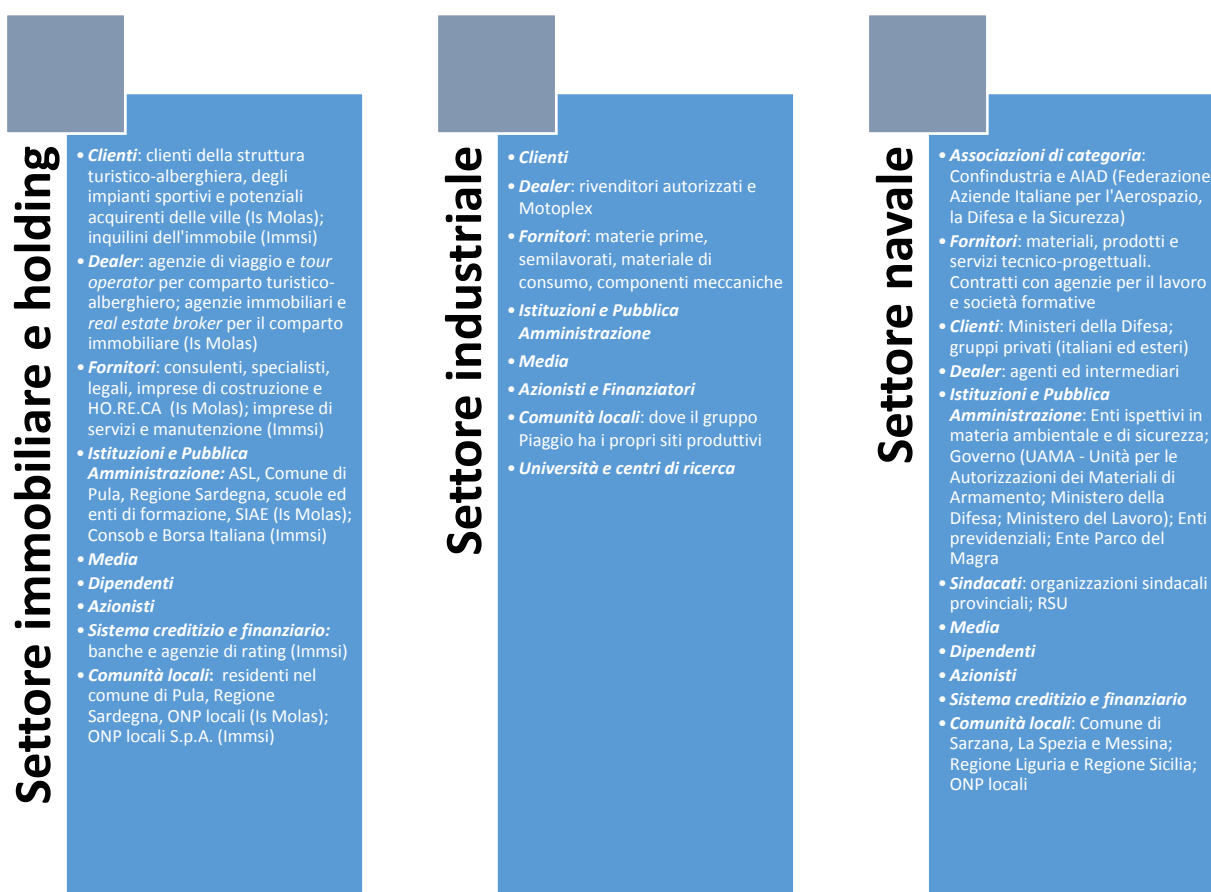 Settore immobiliare e holding
• Clienti: clienti della struttura
turistico-alberghiera, degli
impianti sportivi e potenziali
acquirenti delle ville (Is Molas);
inquilini dell'immobile (Immsi)
• Dealer: agenzie di viaggio e tour
operator per comparto turistico-
alberghiero; agenzie immobiliari e
real estate broker per il comparto
immobiliare (Is Molas)
• Fornitori: consulenti, specialisti,
legali, imprese di costruzione e
HO.RE.CA (Is Molas); imprese di
servizi e manutenzione (Immsi)
• Istituzioni e Pubblica
Amministrazione: ASL, Comune di
Pula, Regione Sardegna, scuole ed
enti di formazione, SIAE (Is Molas);
Consob e Borsa Italiana (Immsi)
• Media
• Dipendenti
• Azionisti
• Sistema creditizio e finanziario:
banche e agenzie di rating (Immsi)
• Comunità locali: residenti nel
comune di Pula, Regione
Sardegna, ONP locali (Is Molas);
ONP locali S.p.A. (Immsi)
Settore industriale
• Clienti
• Dealer: rivenditori autorizzati e
Motoplex
• Fornitori: materie prime,
semilavorati, materiale di
consumo, componenti meccaniche
• Istituzioni e Pubblica
Amministrazione
• Media
• Azionisti e Finanziatori
• Comunità locali: dove il gruppo
Piaggio ha i propri siti produttivi
• Università e centri di ricerca
Settore navale
• Associazioni di categoria:
Confindustria e AIAD (Federazione
Aziende Italiane per l'Aerospazio,
la Difesa e la Sicurezza)
• Fornitori: materiali, prodotti e
servizi tecnico-progettuali.
Contratti con agenzie per il lavoro
e società formative
• Clienti: Ministeri della Difesa;
gruppi privati (italiani ed esteri)
• Dealer: agenti ed intermediari
• Istituzioni e Pubblica
Amministrazione: Enti ispettivi in
materia ambientale e di sicurezza;
Governo (UAMA - Unità per le
Autorizzazioni dei Materiali di
Armamento; Ministero della
Difesa; Ministero del Lavoro); Enti
previdenziali; Ente Parco del
Magra
• Sindacati: organizzazioni sindacali
provinciali; RSU
• Media
• Dipendenti
• Azionisti
• Sistema creditizio e finanziario
• Comunità locali: Comune di
Sarzana, La Spezia e Messina;
Regione Liguria e Regione Sicilia;
ONP locali